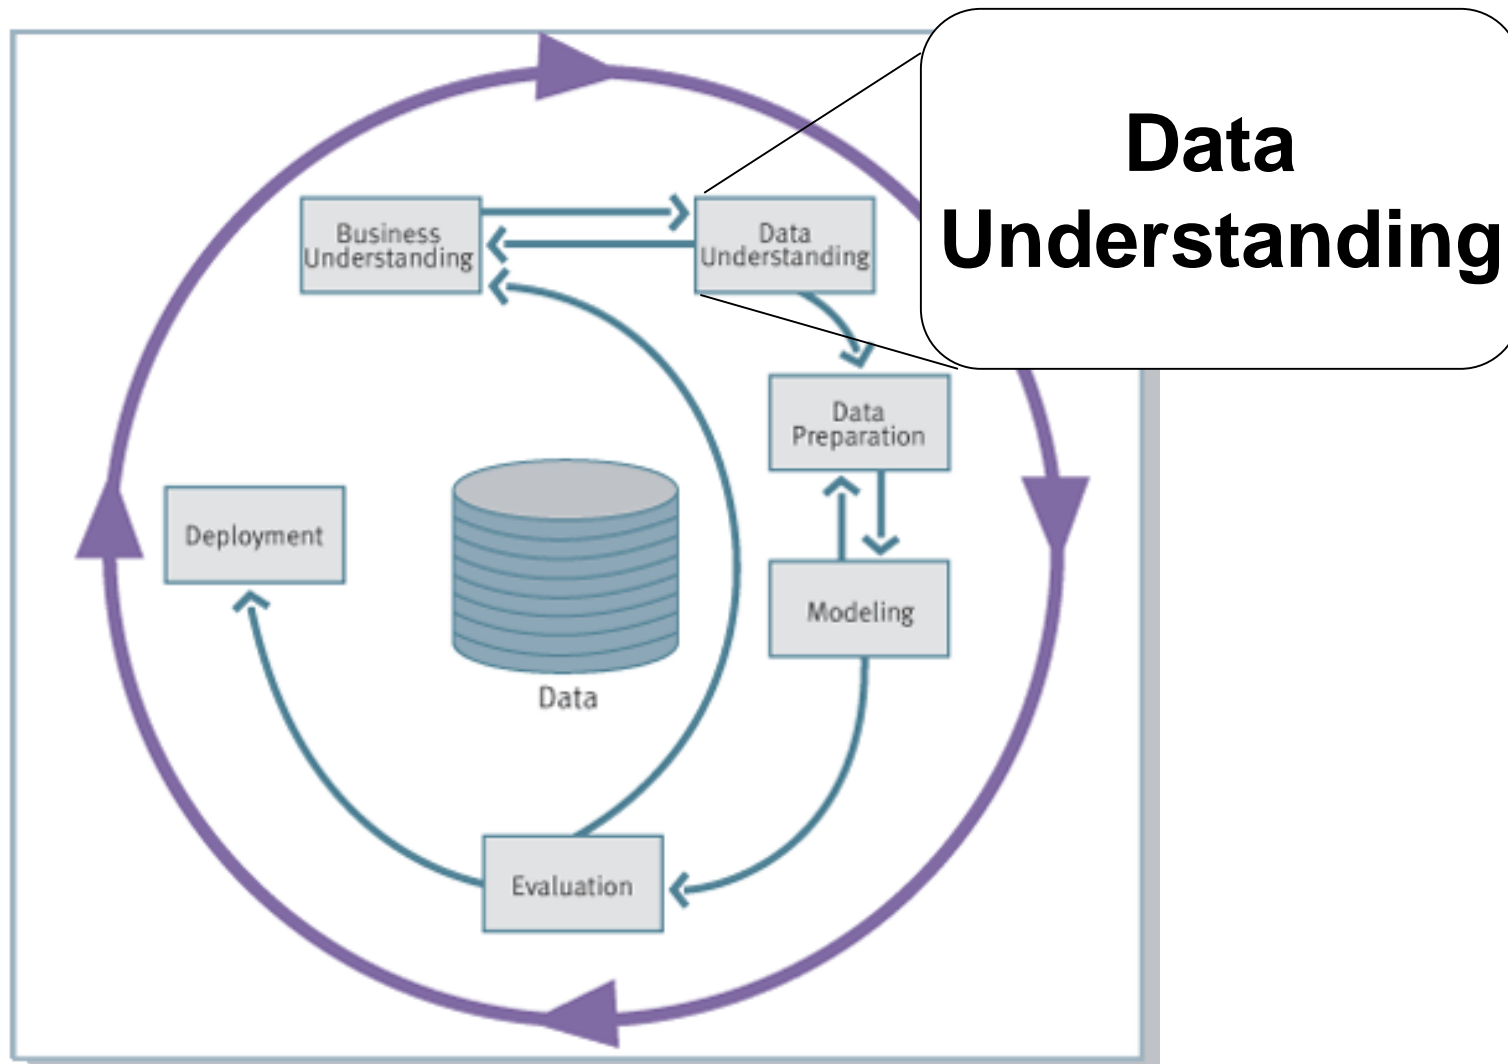 Data
Understanding
Business
Understanding
Data
Understanding
Data
Preparation
Deployment
Modeling
Data
Evaluation